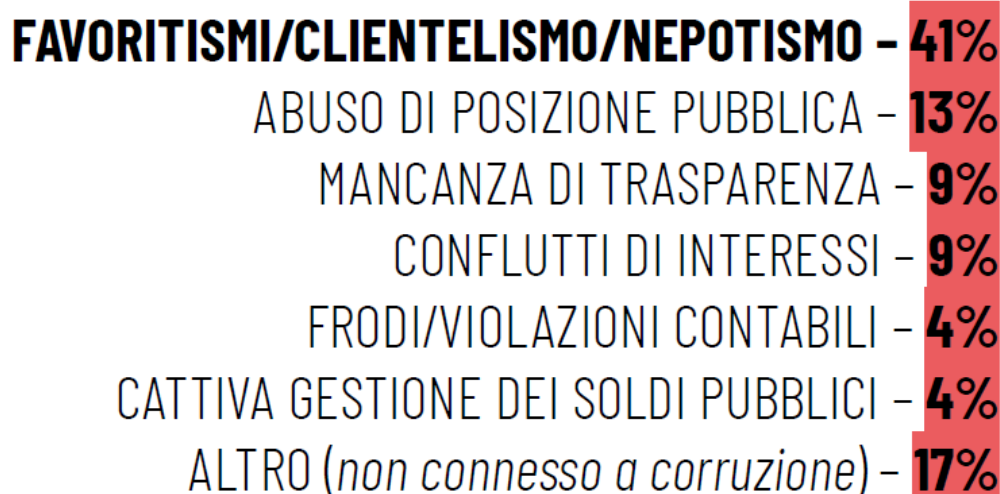 FAVORITISMI/CLIENTELISMO/NEPOTISMO – 41%
ABUSO DI POSIZIONE PUBBLICA – 13%
MANCANZA DI TRASPARENZA – 9%
CONFLUTTI DI INTERESSI – 9%
FRODI/VIOLAZIONI CONTABILI – 4%
CATTIVA GESTIONE DEI SOLDI PUBBLICI – 4%
ALTRO (non connesso a corruzione) – 17%